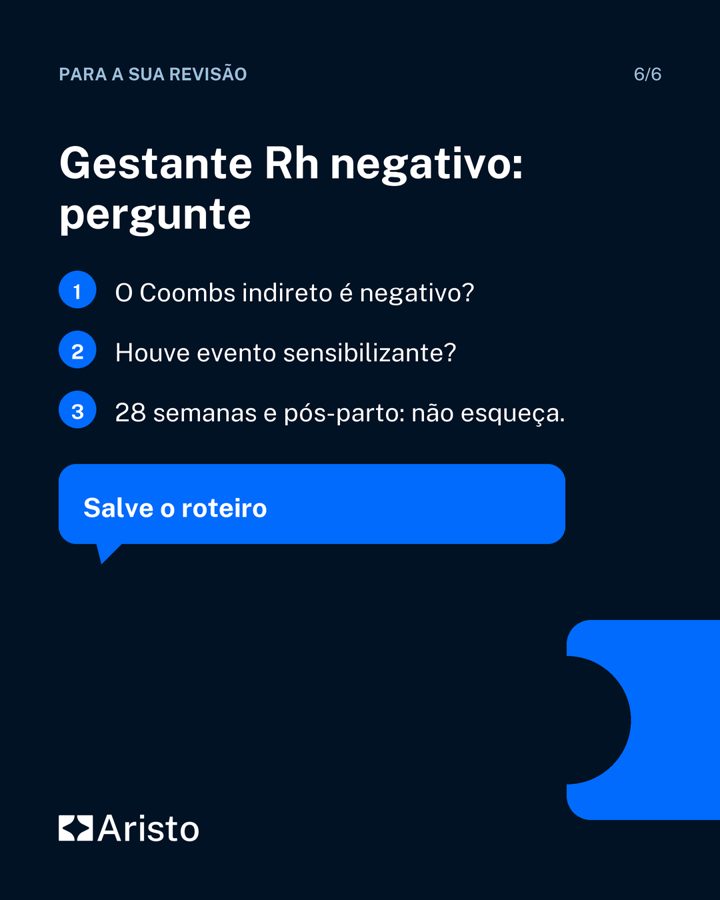 PARA A SUA REVISÃO
6/6
Gestante Rh negativo:
pergunte
1 O Coombs indireto é negativo?
2 Houve evento sensibilizante?
3 28 semanas e pós-parto: não esqueça.
Salve o roteiro
Aristo